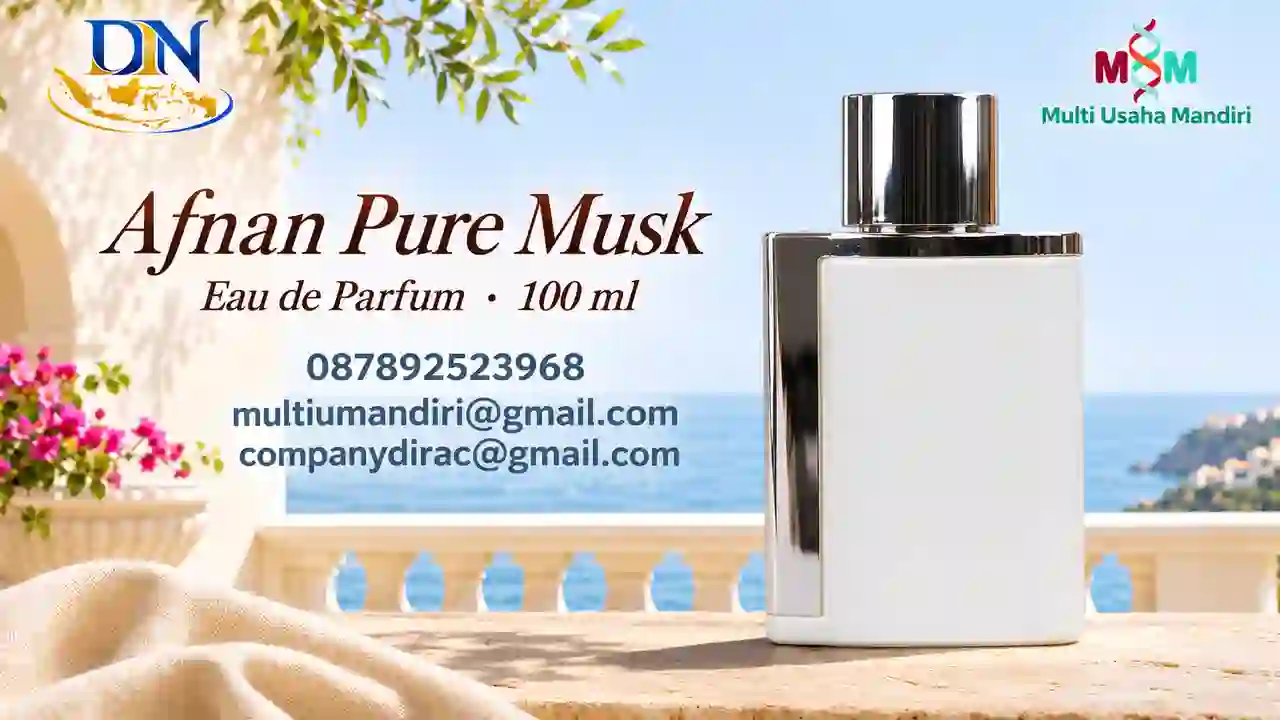 DN
MSM
Multi Usaha Mandiri
Afnan Pure Musk
Eau de Parfum • 100 ml
087892523968
multiumandiri@gmail.com
companydirac@gmail.com